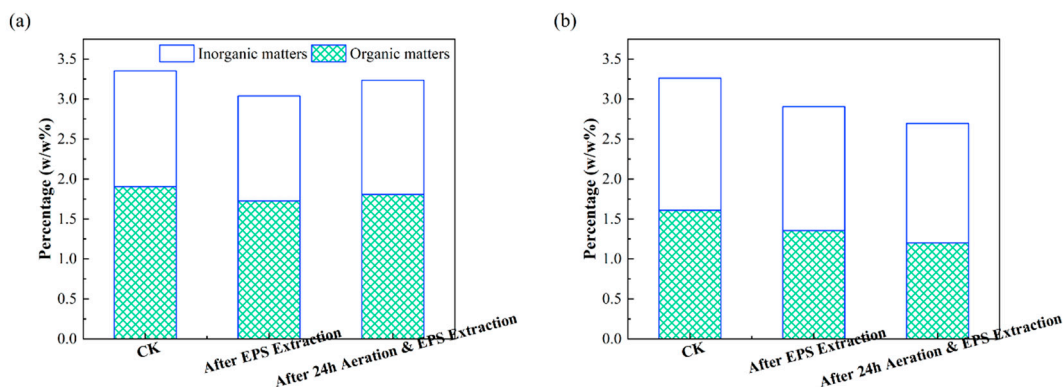 (a)
Percentage (w/w%)
3.5
3.0
2.5
2.0
1.5
1.0
0.5
0.0
Inorganic matters
Organic matters
CK
After EPS Extraction
After 24h Aeration & EPS Extraction
(b)
Percentage (w/w%)
3.5
3.0
2.5
2.0
1.5
1.0
0.5
0.0
CK
After EPS Extraction
After 24h Aeration & EPS Extraction